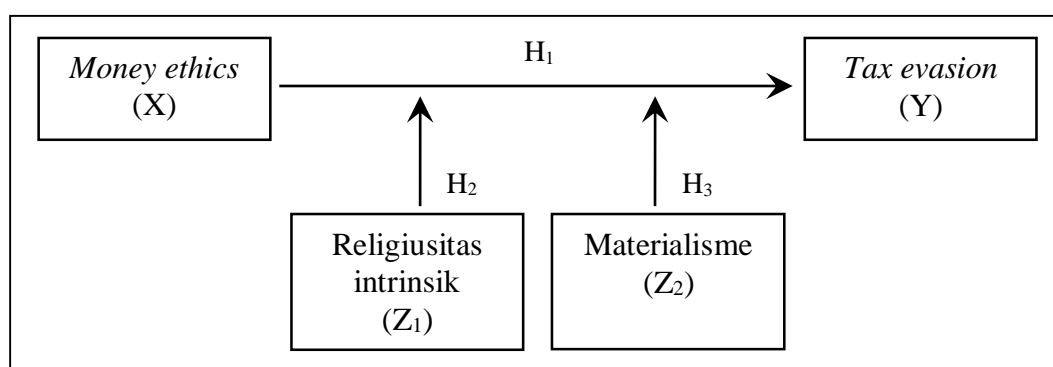 Money ethics
(X)
H₁
Tax evasion
(Y)
H₂
H₃
Religiusitas
intrinsik
(Z₁)
Materialisme
(Z₂)